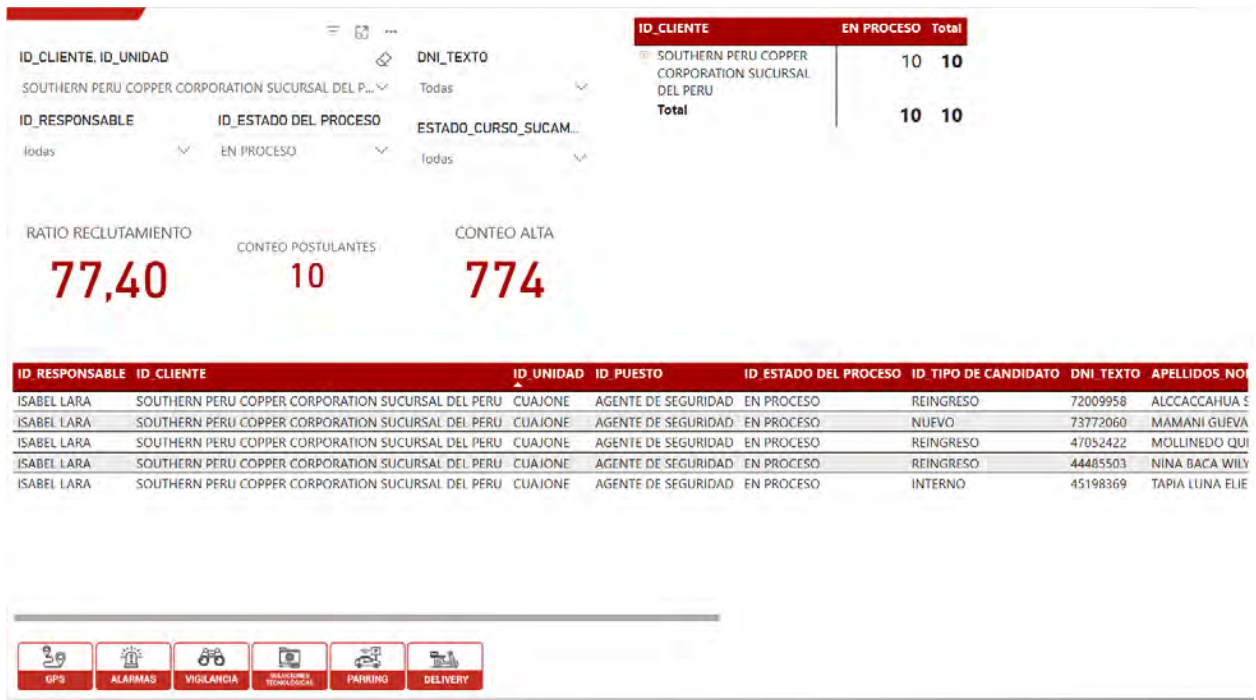 ID_CLIENTE, ID_UNIDAD
SOUTHERN PERU COPPER CORPORATION SUCURSAL DEL P...
DNI_TEXTO
Todas
ID_RESPONSABLE
Todas
ID_ESTADO DEL PROCESO
EN PROCESO
ESTADO_CURSO_SUCAM...
Todas
ID_CLIENTE EN PROCESO Total
SOUTHERN PERU COPPER 10 10
CORPORATION SUCURSAL
DEL PERU
Total 10 10
RATIO RECLUTAMIENTO
77,40
CONTEO POSTULANTES
10
CONTEO ALTA
774
ID_RESPONSABLE ID_CLIENTE ID_UNIDAD ID_PUESTO ID_ESTADO DEL PROCESO ID_TIPO DE CANDIDATO DNI_TEXTO APELLIDOS_NO
ISABEL LARA SOUTHERN PERU COPPER CORPORATION SUCURSAL DEL PERU CUAJONE AGENTE DE SEGURIDAD EN PROCESO REINGRESO 72009958 ALCCACCAHUA S
ISABEL LARA SOUTHERN PERU COPPER CORPORATION SUCURSAL DEL PERU CUAJONE AGENTE DE SEGURIDAD EN PROCESO NUEVO 73772060 MAMANI GUEVA
ISABEL LARA SOUTHERN PERU COPPER CORPORATION SUCURSAL DEL PERU CUAJONE AGENTE DE SEGURIDAD EN PROCESO REINGRESO 47052422 MOLLINEDO QUI
ISABEL LARA SOUTHERN PERU COPPER CORPORATION SUCURSAL DEL PERU CUAJONE AGENTE DE SEGURIDAD EN PROCESO REINGRESO 44485503 NINA BACA WILY
ISABEL LARA SOUTHERN PERU COPPER CORPORATION SUCURSAL DEL PERU CUAJONE AGENTE DE SEGURIDAD EN PROCESO INTERNO 45198369 TAPIA LUNA ELIE
GPS
ALARMAS
VIGILANCIA
SOLUCIONES
TECNOLÓGICAS
PARKING
DELIVERY